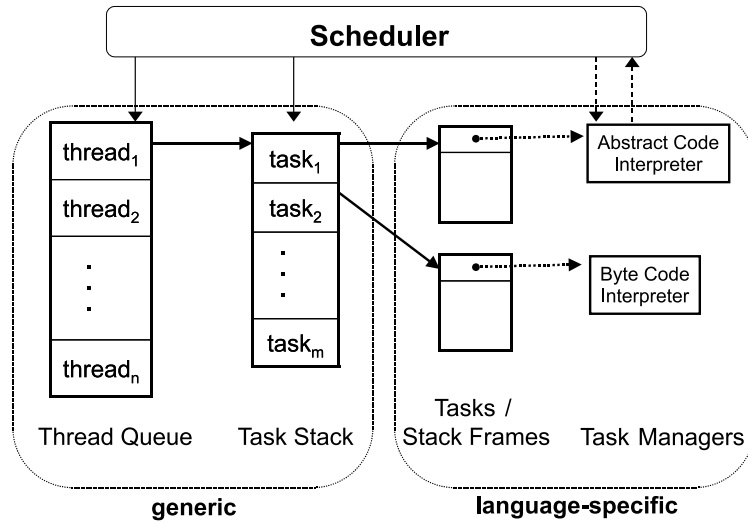 Scheduler
thread1
thread2
threadn
task1
task2
taskm
Abstract Code
Interpreter
Byte Code
Interpreter
Thread Queue
Task Stack
Tasks /
Stack Frames
Task Managers
generic
language-specific